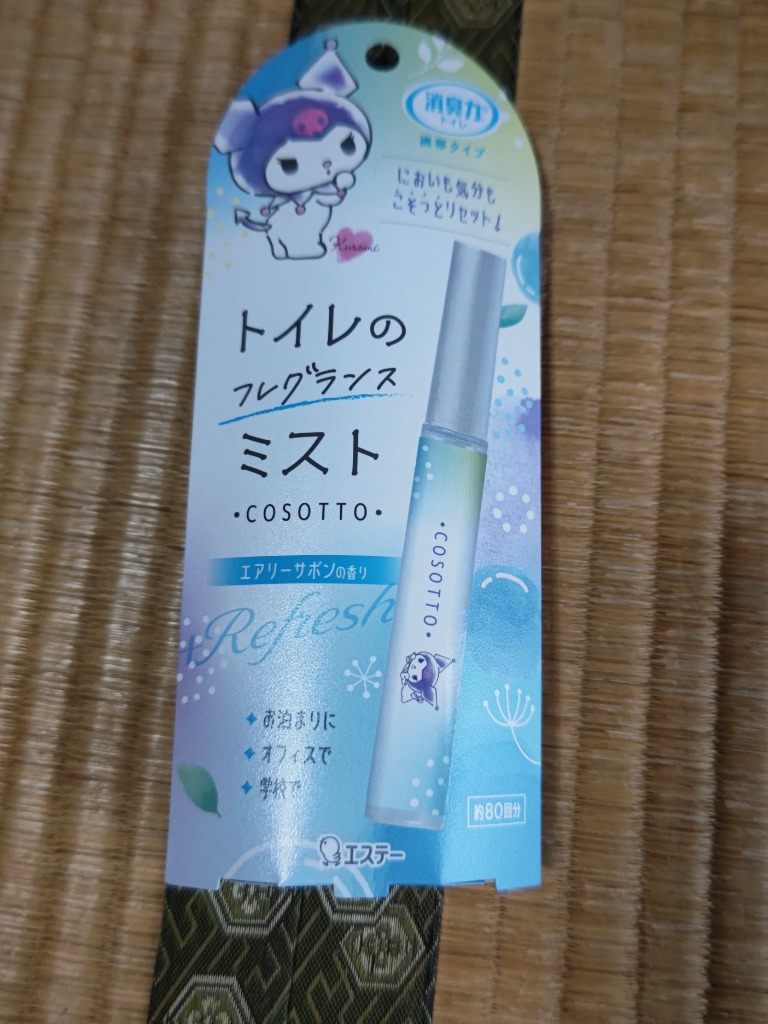 消臭力
トイレ
携帯タイプ
においも気分も
こそっとリセット!
Kuromi
トイレの
フレグランス
ミスト
・COSOTTO・
エアリーサボンの香り
Refresh
お泊まりに
オフィスで
学校で
・COSOTTO・
約80回分
エステー